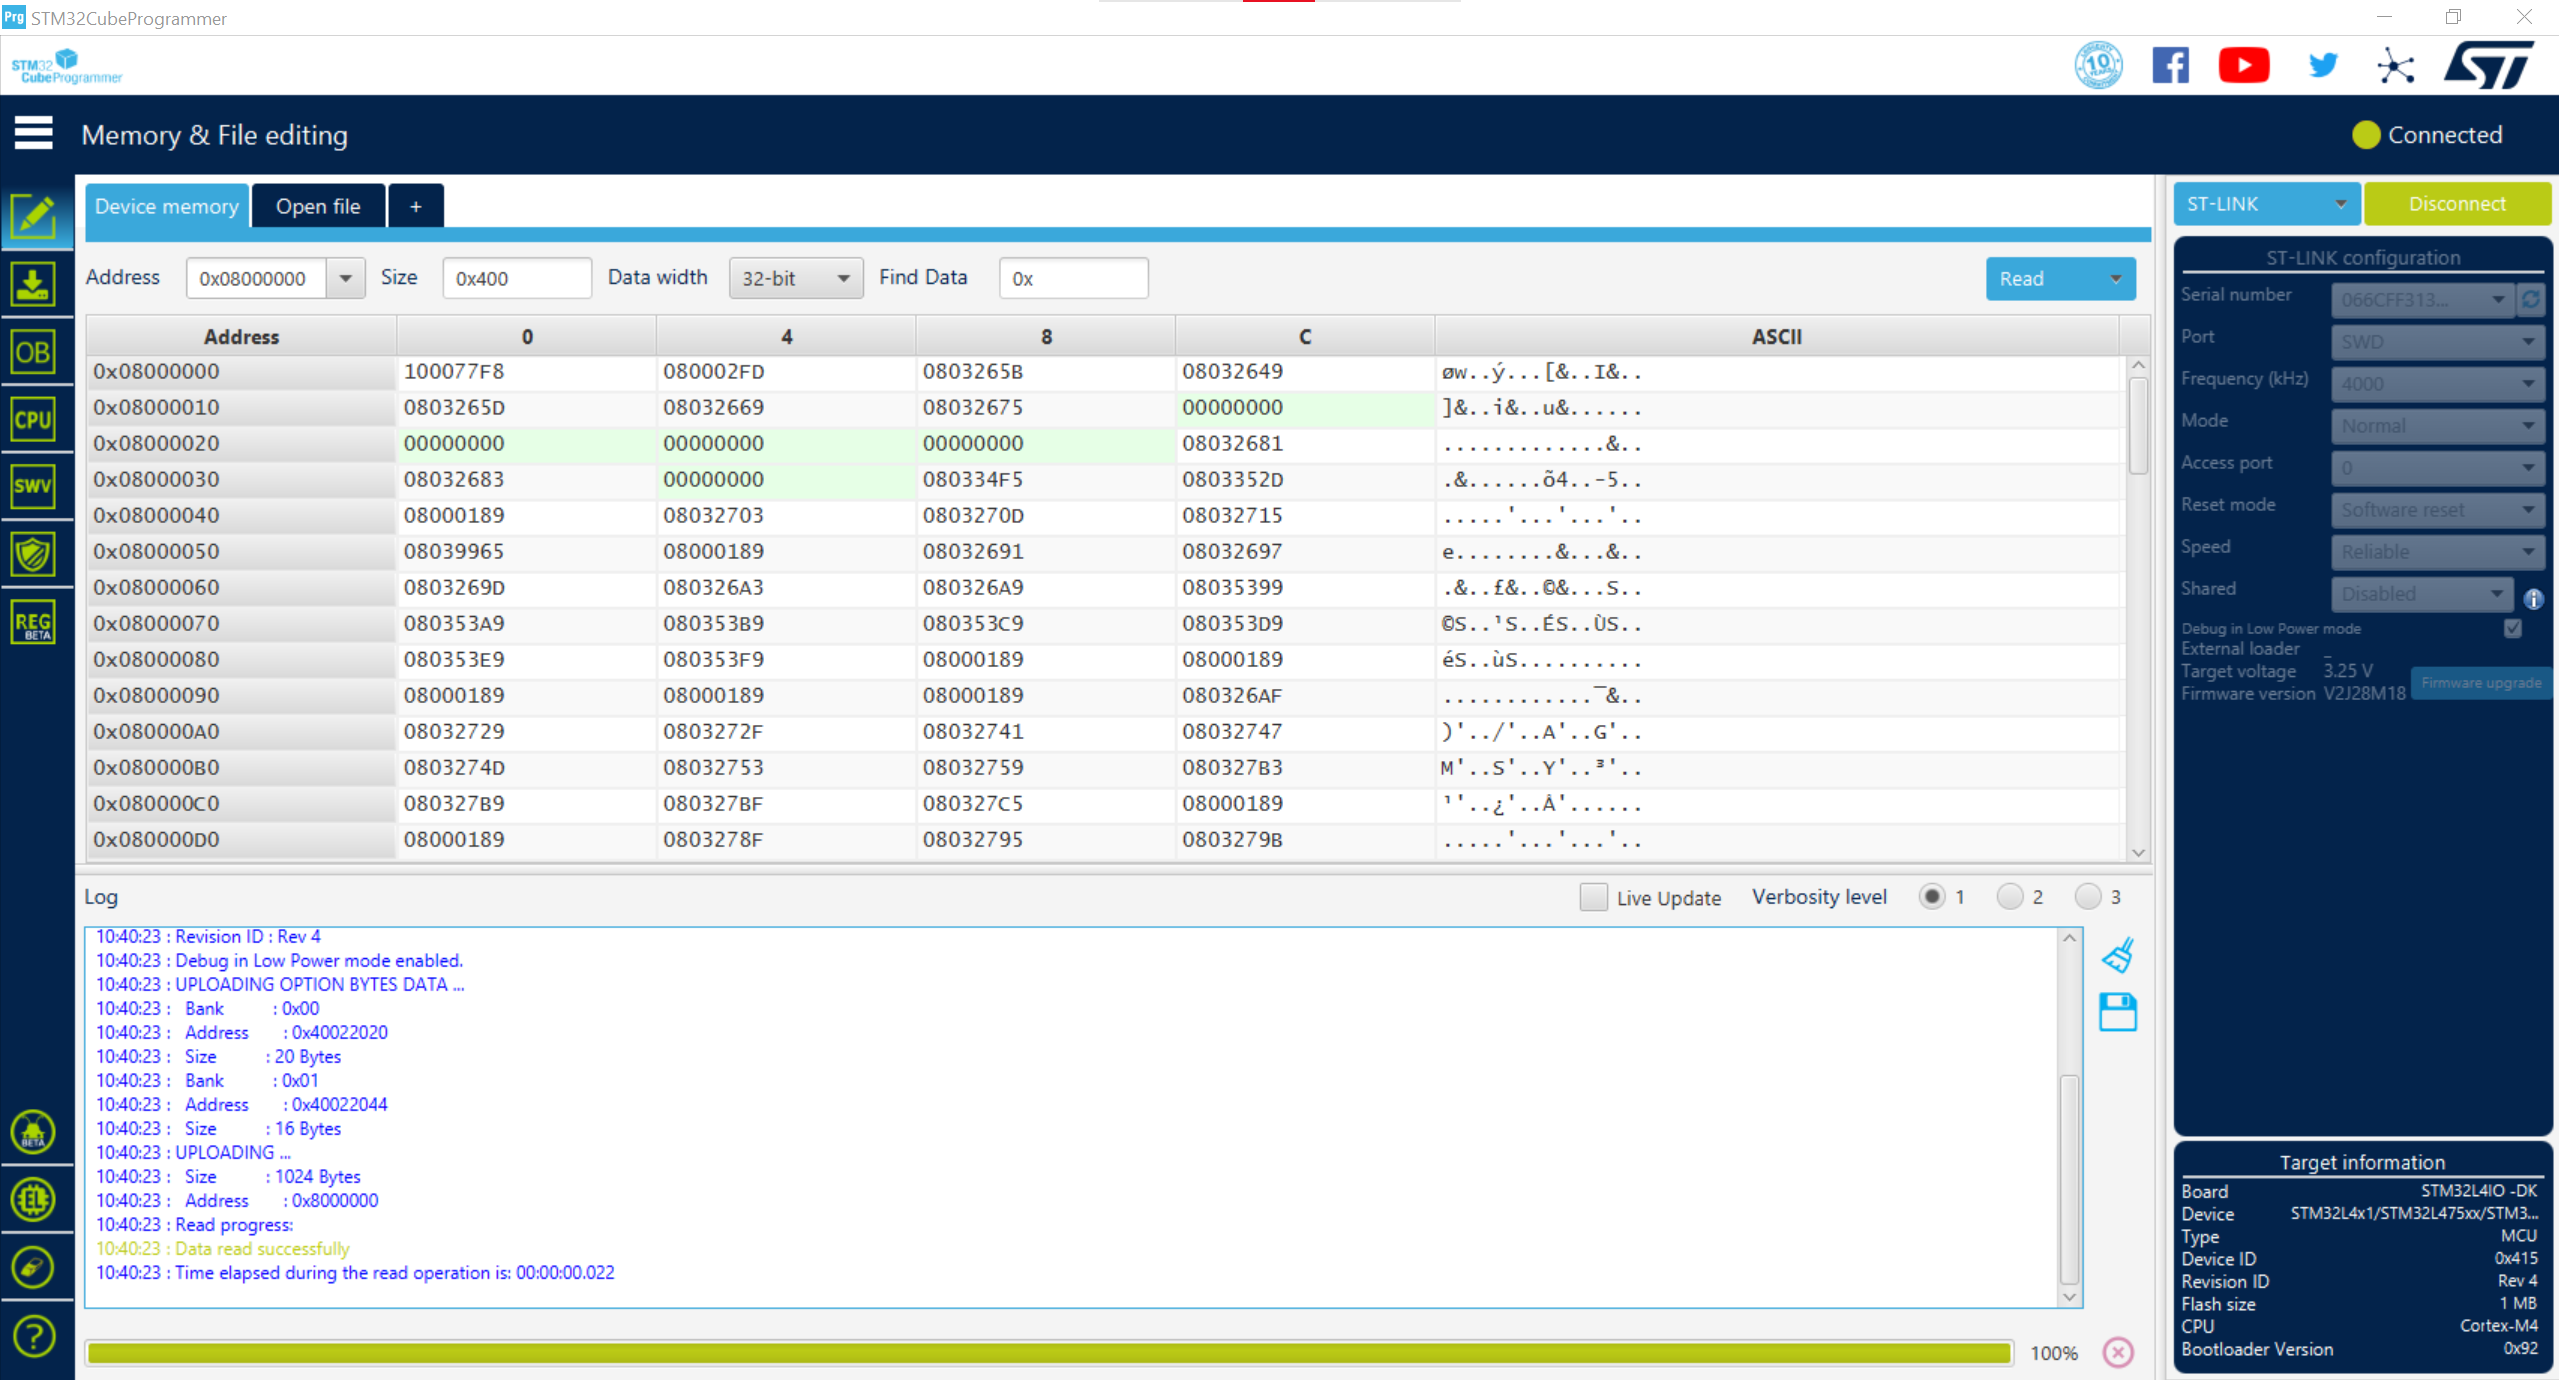 Prg STM32CubeProgrammer
STM32
CubeProgrammer
10 YEARS
ST
Memory & File editing
Connected
Device memory Open file +
ST-LINK Disconnect
Address 0x08000000 Size 0x400 Data width 32-bit Find Data 0x Read
Address 0 4 8 C ASCII
0x08000000 100077F8 080002FD 0803265B 08032649 øw..ý...[&..I&..
0x08000010 0803265D 08032669 08032675 00000000 ]&..i&..u&......
0x08000020 00000000 00000000 00000000 08032681 .............&..
0x08000030 08032683 00000000 080334F5 0803352D .&......õ4..-5..
0x08000040 08000189 08032703 0803270D 08032715 .....'...'...'..
0x08000050 08039965 08000189 08032691 08032697 e........&...&..
0x08000060 0803269D 080326A3 080326A9 08035399 .&..£&..©&...S..
0x08000070 080353A9 080353B9 080353C9 080353D9 ©S..¹S..ÉS..ÙS..
0x08000080 080353E9 080353F9 08000189 08000189 éS..ùS..........
0x08000090 08000189 08000189 08000189 080326AF ............¯&..
0x080000A0 08032729 0803272F 08032741 08032747 )'../'..A'..G'..
0x080000B0 0803274D 08032753 08032759 080327B3 M'..S'..Y'..³'..
0x080000C0 080327B9 080327BF 080327C5 08000189 ¹'..¿'..Å'......
0x080000D0 08000189 0803278F 08032795 0803279B .....'...'...'..
OB
CPU
SWV
REG
BETA
BETA
EL
?
Log Live Update Verbosity level 1 2 3
10:40:23 : Revision ID : Rev 4
10:40:23 : Debug in Low Power mode enabled.
10:40:23 : UPLOADING OPTION BYTES DATA ...
10:40:23 : Bank : 0x00
10:40:23 : Address : 0x40022020
10:40:23 : Size : 20 Bytes
10:40:23 : Bank : 0x01
10:40:23 : Address : 0x40022044
10:40:23 : Size : 16 Bytes
10:40:23 : UPLOADING ...
10:40:23 : Size : 1024 Bytes
10:40:23 : Address : 0x8000000
10:40:23 : Read progress:
10:40:23 : Data read successfully
10:40:23 : Time elapsed during the read operation is: 00:00:00.022
100%
ST-LINK configuration
Serial number 066CFF313...
Port SWD
Frequency (kHz) 4000
Mode Normal
Access port 0
Reset mode Software reset
Speed Reliable
Shared Disabled
Debug in Low Power mode
External loader _
Target voltage 3.25 V
Firmware version V2J28M18 Firmware upgrade
Target information
Board STM32L4IO -DK
Device STM32L4x1/STM32L475xx/STM3...
Type MCU
Device ID 0x415
Revision ID Rev 4
Flash size 1 MB
CPU Cortex-M4
Bootloader Version 0x92